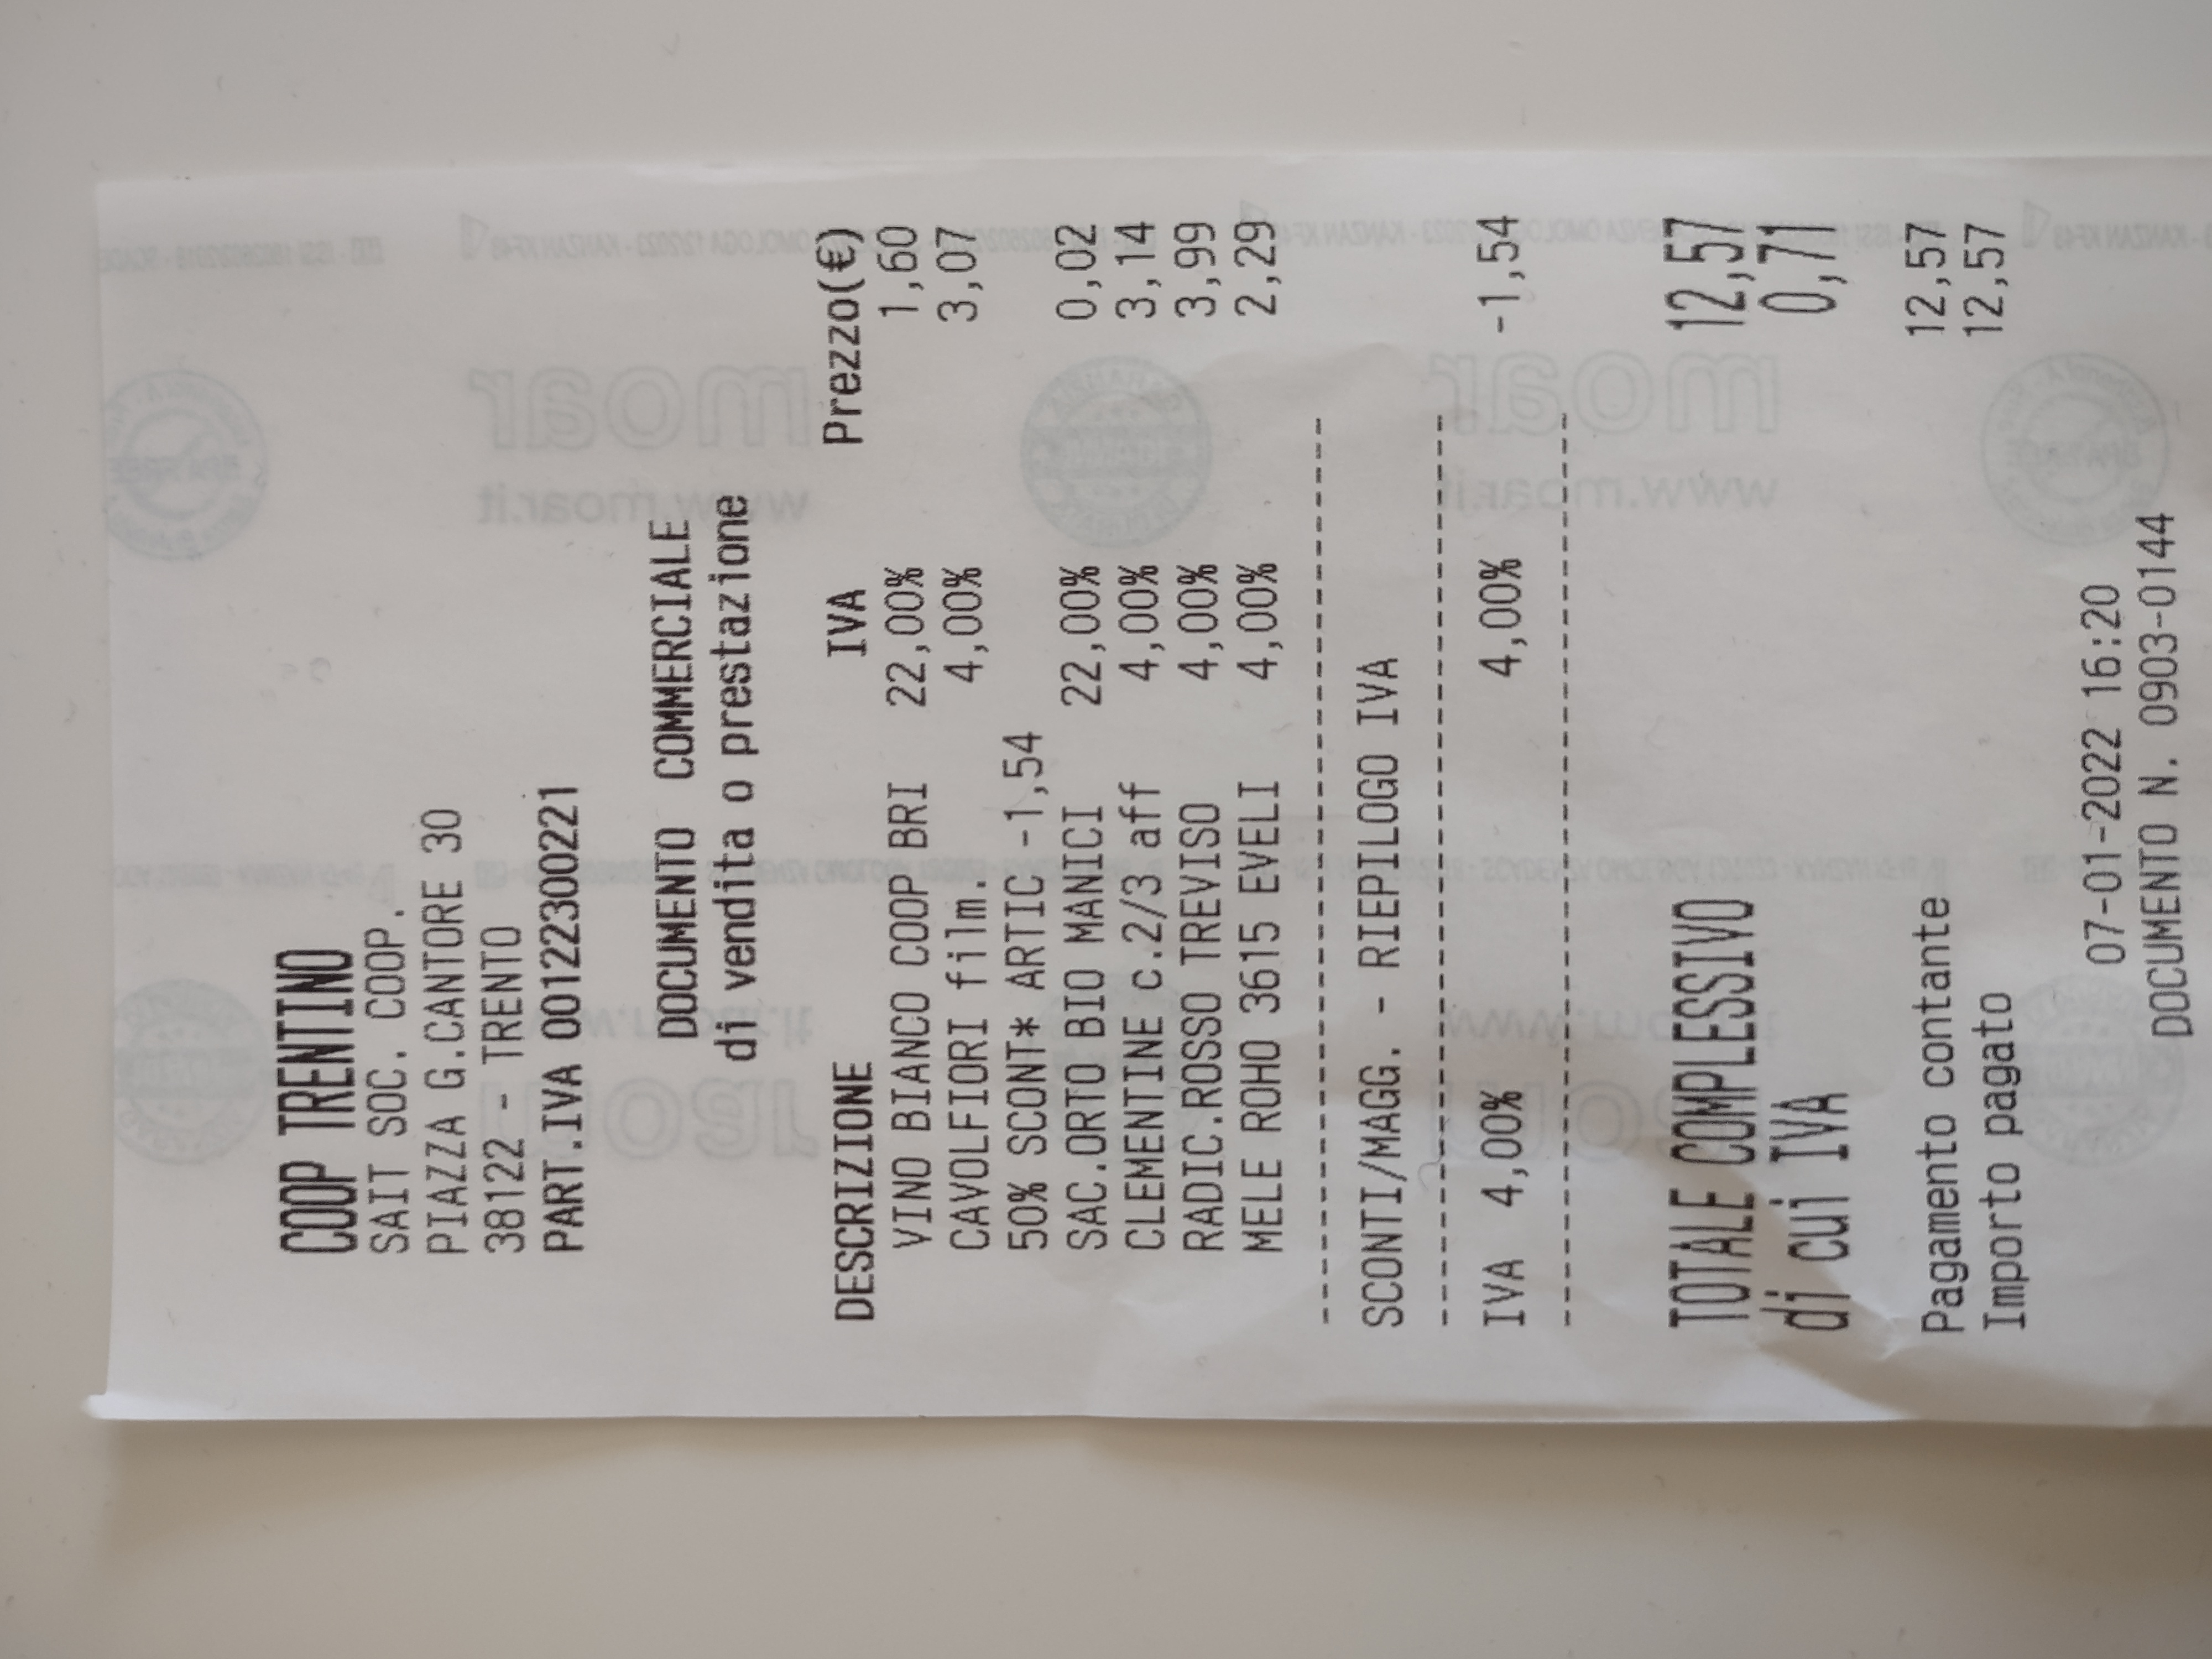 COOP TRENTINO
SAIT SOC. COOP.
PIAZZA G.CANTORE 30
38122 - TRENTO
PART.IVA 00122300221
DOCUMENTO COMMERCIALE
di vendita o prestazione
DESCRIZIONE IVA Prezzo(€)
VINO BIANCO COOP BRI 22,00% 1,60
CAVOLFIORI film. 4,00% 3,07
50% SCONT* ARTIC -1,54
SAC.ORTO BIO MANICI 22,00% 0,02
CLEMENTINE c.2/3 aff 4,00% 3,14
RADIC.ROSSO TREVISO 4,00% 3,99
MELE ROHO 3615 EVELI 4,00% 2,29
SCONTI/MAGG. - RIEPILOGO IVA
IVA 4,00% 4,00% -1,54
TOTALE COMPLESSIVO 12,57
di cui IVA 0,71
Pagamento contante 12,57
Importo pagato 12,57
07-01-2022 16:20
DOCUMENTO N. 0903-0144
moar
www.moar.it
moar
www.moar.it